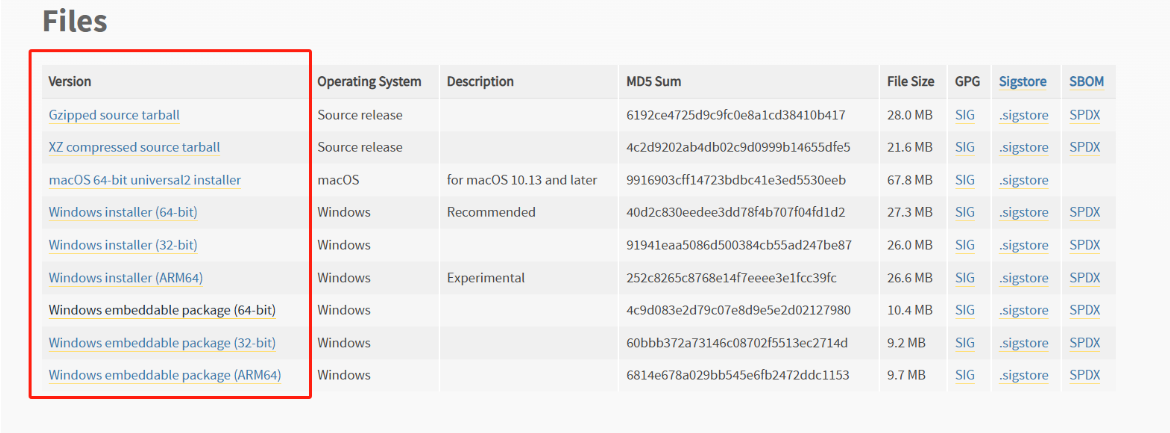 Files
Version Operating System Description MD5 Sum File Size GPG Sigstore SBOM
Gzipped source tarball Source release 6192ce4725d9c9fc0e8a1cd38410b417 28.0 MB SIG .sigstore SPDX
XZ compressed source tarball Source release 4c2d9202ab4db02c9d0999b14655dfe5 21.6 MB SIG .sigstore SPDX
macOS 64-bit universal2 installer macOS for macOS 10.13 and later 9916903cff14723bdbc41e3ed5530eeb 67.8 MB SIG .sigstore
Windows installer (64-bit) Windows Recommended 40d2c830eedee3dd78f4b707f04fd1d2 27.3 MB SIG .sigstore SPDX
Windows installer (32-bit) Windows 91941eaa5086d500384cb55ad247be87 26.0 MB SIG .sigstore SPDX
Windows installer (ARM64) Windows Experimental 252c8265c8768e14f7eeee3e1fcc39fc 26.6 MB SIG .sigstore SPDX
Windows embeddable package (64-bit) Windows 4c9d083e2d79c07e8d9e5e2d02127980 10.4 MB SIG .sigstore SPDX
Windows embeddable package (32-bit) Windows 60bbb372a73146c08702f5513ec2714d 9.2 MB SIG .sigstore SPDX
Windows embeddable package (ARM64) Windows 6814e678a029bb545e6fb2472ddc1153 9.7 MB SIG .sigstore SPDX